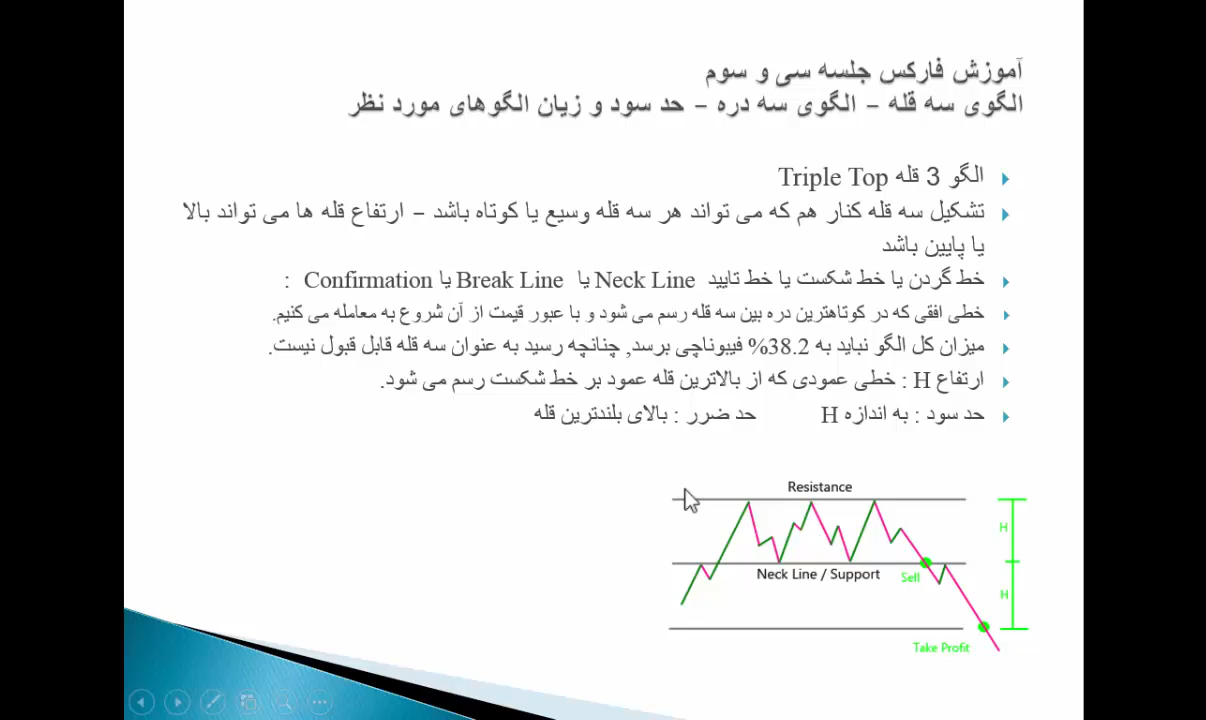 آموزش فارکس جلسه سی و سوم
الگوی سه قله – الگوی سه دره – حد سود و زیان الگوهای مورد نظر
الگو 3 قله Triple Top
تشکیل سه قله کنار هم که می تواند هر سه قله وسیع یا کوتاه باشد – ارتفاع قله ها می تواند بالا
یا پایین باشد
خط گردن یا خط شکست یا خط تایید Neck Line یا Break Line یا Confirmation :
خطی افقی که در کوتاهترین دره بین سه قله رسم می شود و با عبور قیمت از آن شروع به معامله می کنیم.
میزان کل الگو نباید به 38.2% فیبوناچی برسد, چنانچه رسید به عنوان سه قله قابل قبول نیست.
ارتفاع H : خطی عمودی که از بالاترین قله عمود بر خط شکست رسم می شود.
حد سود : به اندازه H حد ضرر : بالای بلندترین قله
Resistance
H
Neck Line / Support
Sell
H
Take Profit